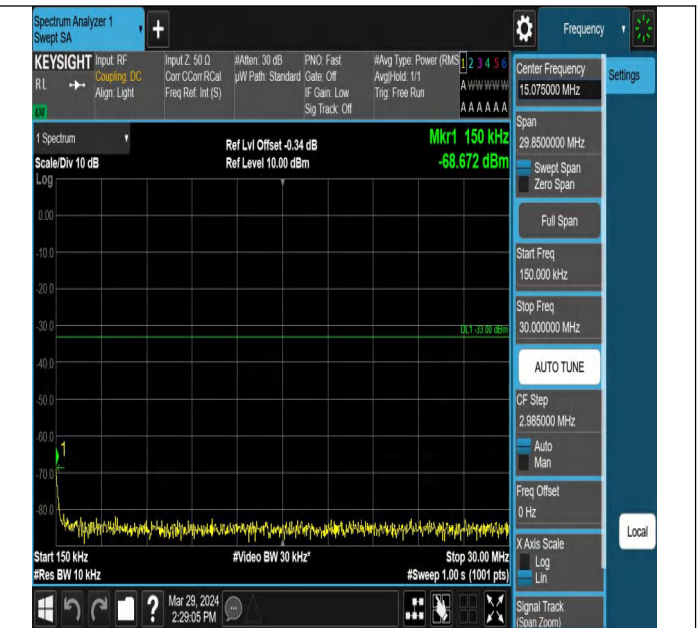 Spectrum Analyzer 1
Swept SA
Frequency
KEYSIGHT
RL
Input: RF
Coupling: DC
Align: Light
Input Z: 50 Ω
Corr CCorr RCal
Freq Ref: Int (S)
#Atten: 30 dB
µW Path: Standard
PNO: Fast
Gate: Off
IF Gain: Low
Sig Track: Off
#Avg Type: Power (RMS
Avg|Hold: 1/1
Trig: Free Run
1 2 3 4 5 6
A W W W W W
A A A A A A
1 Spectrum
Scale/Div 10 dB
Log
Ref Lvl Offset -0.34 dB
Ref Level 10.00 dBm
Mkr1 150 kHz
-68.672 dBm
0.00
-10.0
-20.0
-30.0
DL1 -33.00 dBm
-40.0
-50.0
-60.0
1
-70.0
-80.0
Start 150 kHz
#Video BW 30 kHz*
Stop 30.00 MHz
#Res BW 10 kHz
#Sweep 1.00 s (1001 pts)
?
Mar 29, 2024
2:29:05 PM
Center Frequency
15.075000 MHz
Settings
Span
29.8500000 MHz
Swept Span
Zero Span
Full Span
Start Freq
150.000 kHz
Stop Freq
30.000000 MHz
AUTO TUNE
CF Step
2.985000 MHz
Auto
Man
Freq Offset
0 Hz
X Axis Scale
Log
Lin
Local
Signal Track
(Span Zoom)